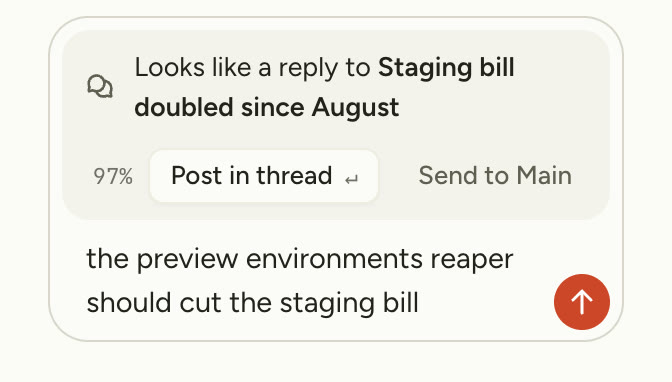 Looks like a reply to Staging bill
doubled since August
97% Post in thread ↵ Send to Main
the preview environments reaper
should cut the staging bill